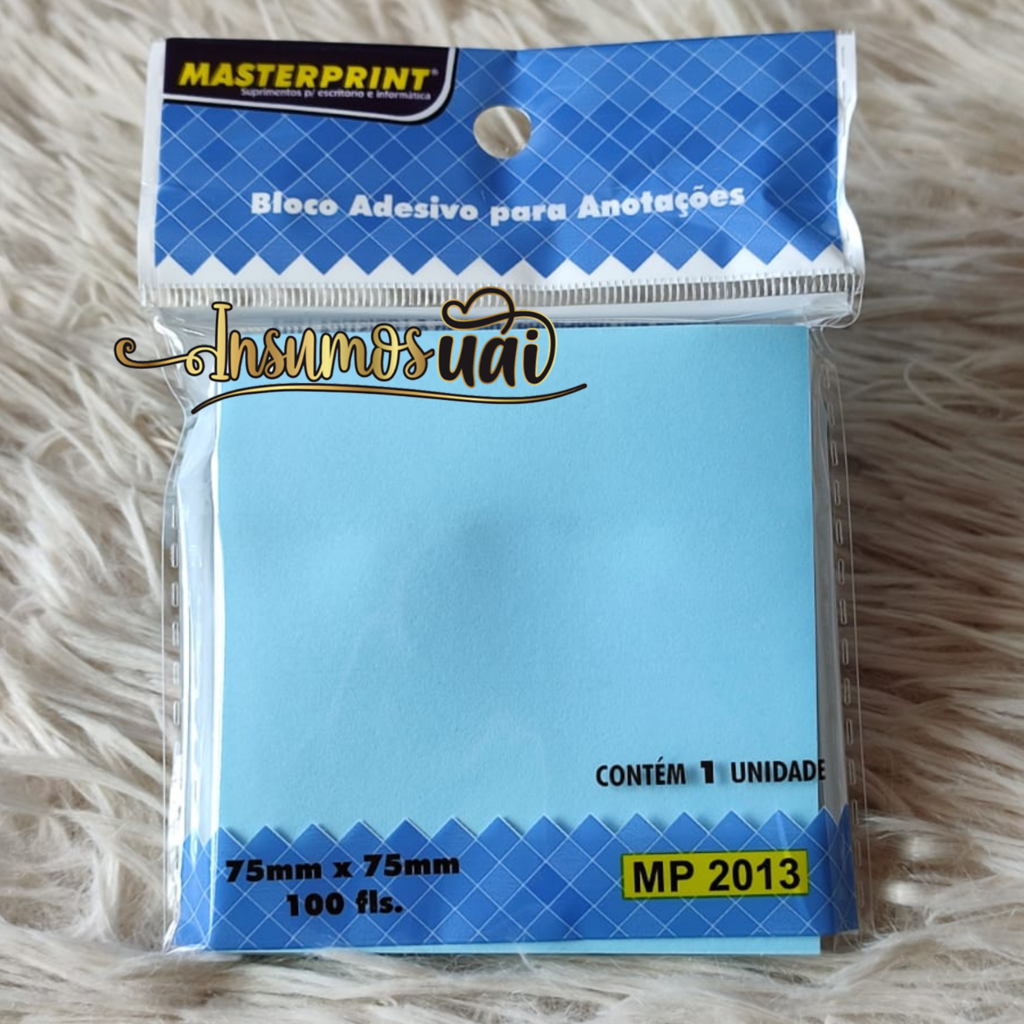 MASTERPRINT®
Suprimentos p/ escritório e informática
Bloco Adesivo para Anotações
Insumos uai
CONTÉM 1 UNIDADE
75mm x 75mm
100 fls.
MP 2013